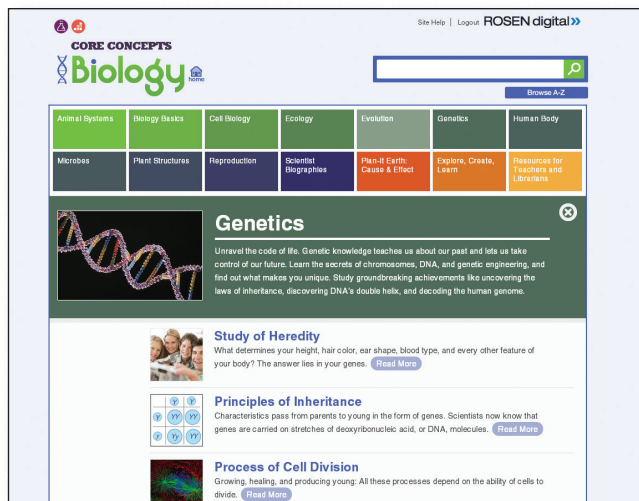 Site Help | Logout ROSEN digital»
CORE CONCEPTS
Biology home
Browse A-Z
Animal Systems Biology Basics Cell Biology Ecology Evolution Genetics Human Body
Microbes Plant Structures Reproduction Scientist Biographies Plan-It Earth: Cause & Effect Explore, Create, Learn Resources for Teachers and Librarians
Genetics
Unravel the code of life. Genetic knowledge teaches us about our past and lets us take
control of our future. Learn the secrets of chromosomes, DNA, and genetic engineering, and
find out what makes you unique. Study groundbreaking achievements like uncovering the
laws of inheritance, discovering DNA's double helix, and decoding the human genome.
Study of Heredity
What determines your height, hair color, ear shape, blood type, and every other feature of
your body? The answer lies in your genes. Read More
Principles of Inheritance
Characteristics pass from parents to young in the form of genes. Scientists now know that
genes are carried on stretches of deoxyribonucleic acid, or DNA, molecules. Read More
Process of Cell Division
Growing, healing, and producing young: All these processes depend on the ability of cells to
divide. Read More